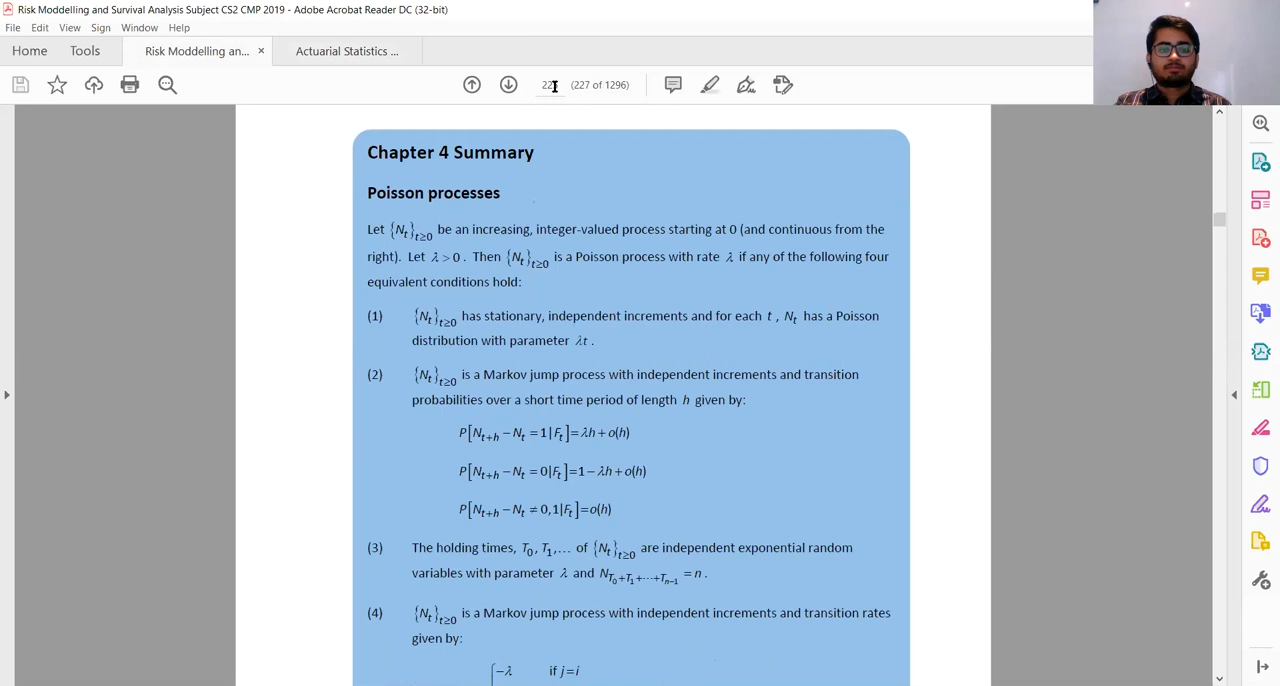 Risk Moddelling and Survival Analysis Subject CS2 CMP 2019 - Adobe Acrobat Reader DC (32-bit)
File Edit View Sign Window Help
Home Tools Risk Moddelling an... × Actuarial Statistics ...
(227 of 1296)
Chapter 4 Summary
Poisson processes
Let {N_t}_{t≥0} be an increasing, integer-valued process starting at 0 (and continuous from the
right). Let λ > 0 . Then {N_t}_{t≥0} is a Poisson process with rate λ if any of the following four
equivalent conditions hold:
(1) {N_t}_{t≥0} has stationary, independent increments and for each t , N_t has a Poisson
distribution with parameter λt .
(2) {N_t}_{t≥0} is a Markov jump process with independent increments and transition
probabilities over a short time period of length h given by:
P[N_{t+h} − N_t = 1 | F_t] = λh + o(h)
P[N_{t+h} − N_t = 0 | F_t] = 1 − λh + o(h)
P[N_{t+h} − N_t ≠ 0,1 | F_t] = o(h)
(3) The holding times, T_0, T_1,… of {N_t}_{t≥0} are independent exponential random
variables with parameter λ and N_{T_0+T_1+⋯+T_{n−1}} = n .
(4) {N_t}_{t≥0} is a Markov jump process with independent increments and transition rates
given by:
−λ if j = i